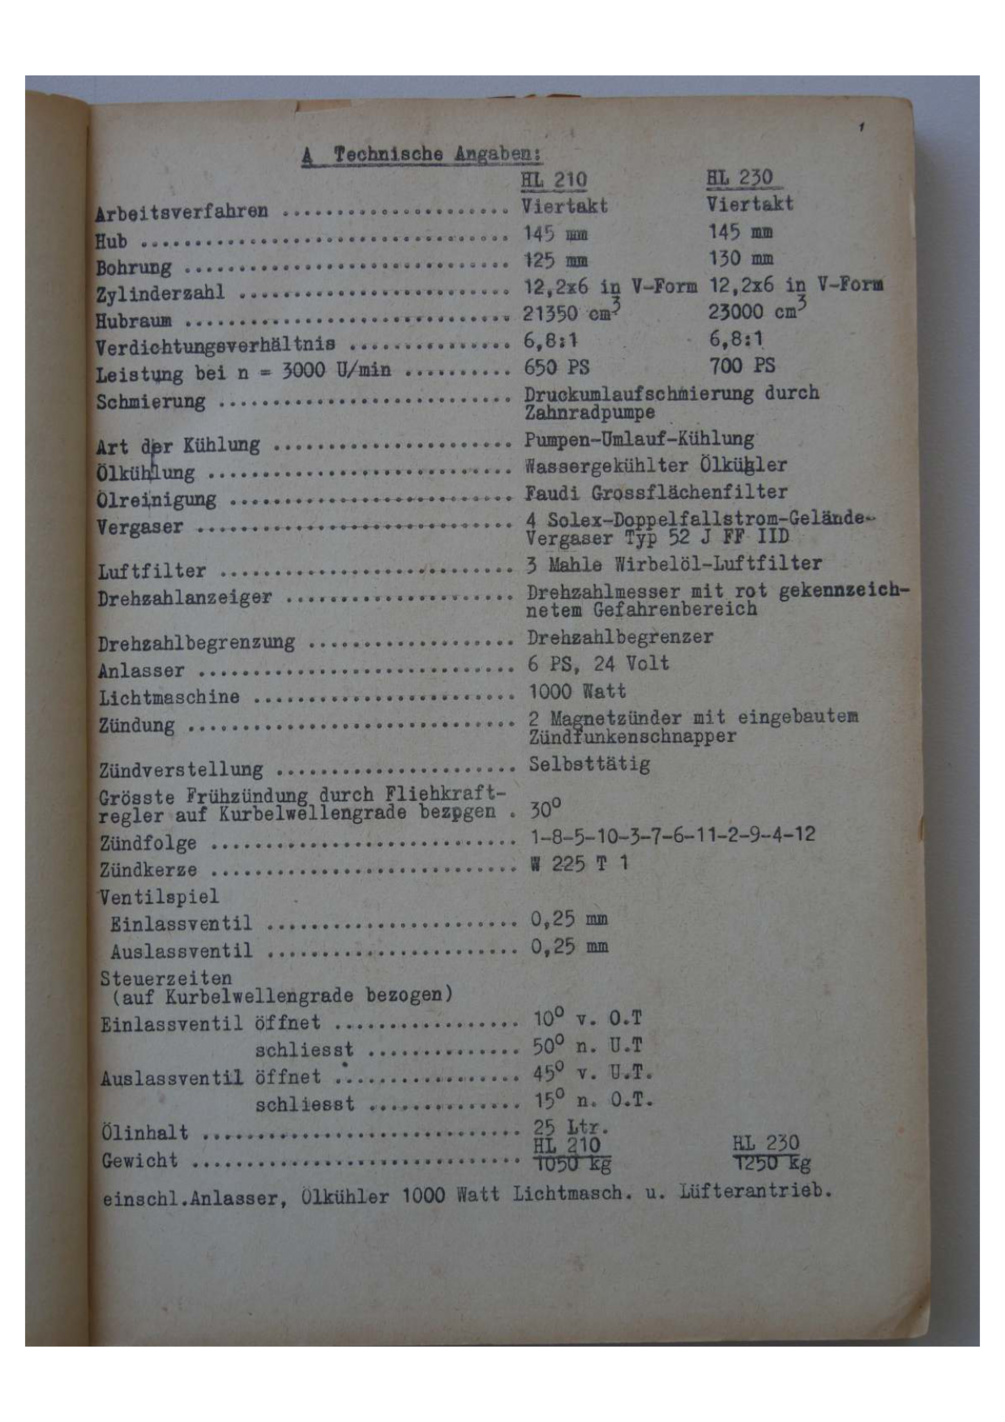 1
A Technische Angaben:
HL 210 HL 230
Arbeitsverfahren ..................... Viertakt Viertakt
Hub .................................. 145 mm 145 mm
Bohrung .............................. 125 mm 130 mm
Zylinderzahl ......................... 12,2x6 in V-Form 12,2x6 in V-Form
Hubraum .............................. 21350 cm³ 23000 cm³
Verdichtungsverhältnis ............... 6,8:1 6,8:1
Leistung bei n = 3000 U/min .......... 650 PS 700 PS
Schmierung ........................... Druckumlaufschmierung durch
Zahnradpumpe
Art der Kühlung ...................... Pumpen-Umlauf-Kühlung
Ölkühlung ............................ Wassergekühlter Ölkühler
Ölreinigung .......................... Faudi Grossflächenfilter
Vergaser ............................. 4 Solex-Doppelfallstrom-Gelände-
Vergaser Typ 52 J FF IID
Luftfilter ........................... 3 Mahle Wirbelöl-Luftfilter
Drehzahlanzeiger ..................... Drehzahlmesser mit rot gekennzeich-
netem Gefahrenbereich
Drehzahlbegrenzung ................... Drehzahlbegrenzer
Anlasser ............................. 6 PS, 24 Volt
Lichtmaschine ........................ 1000 Watt
Zündung .............................. 2 Magnetzünder mit eingebautem
Zündfunkenschnapper
Zündverstellung ...................... Selbsttätig
Grösste Frühzündung durch Fliehkraft-
regler auf Kurbelwellengrade bezogen . 30°
Zündfolge ............................ 1-8-5-10-3-7-6-11-2-9-4-12
Zündkerze ............................ W 225 T 1
Ventilspiel
Einlassventil ....................... 0,25 mm
Auslassventil ....................... 0,25 mm
Steuerzeiten
(auf Kurbelwellengrade bezogen)
Einlassventil öffnet ................. 10° v. O.T
schliesst .............. 50° n. U.T
Auslassventil öffnet ................. 45° v. U.T.
schliesst .............. 15° n. O.T.
Ölinhalt ............................. 25 Ltr.
HL 210 HL 230
Gewicht .............................. 1050 kg 1250 kg
einschl.Anlasser, Ölkühler 1000 Watt Lichtmasch. u. Lüfterantrieb.